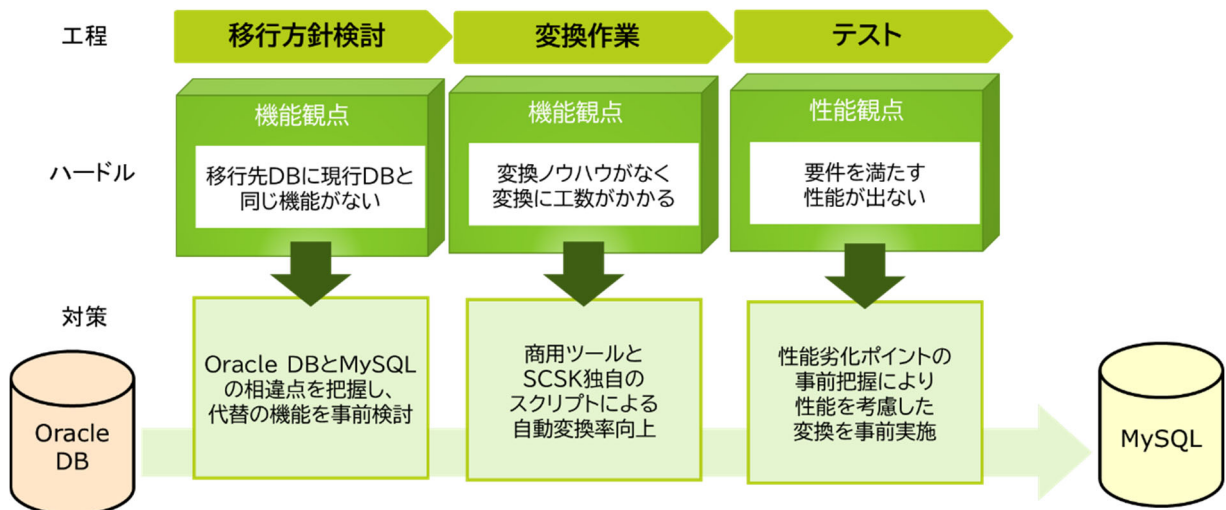 工程
移行方針検討
変換作業
テスト
ハードル
機能観点
移行先DBに現行DBと
同じ機能がない
機能観点
変換ノウハウがなく
変換に工数がかかる
性能観点
要件を満たす
性能が出ない
対策
Oracle DBとMySQL
の相違点を把握し、
代替の機能を事前検討
商用ツールと
SCSK独自の
スクリプトによる
自動変換率向上
性能劣化ポイントの
事前把握により
性能を考慮した
変換を事前実施
Oracle
DB
MySQL